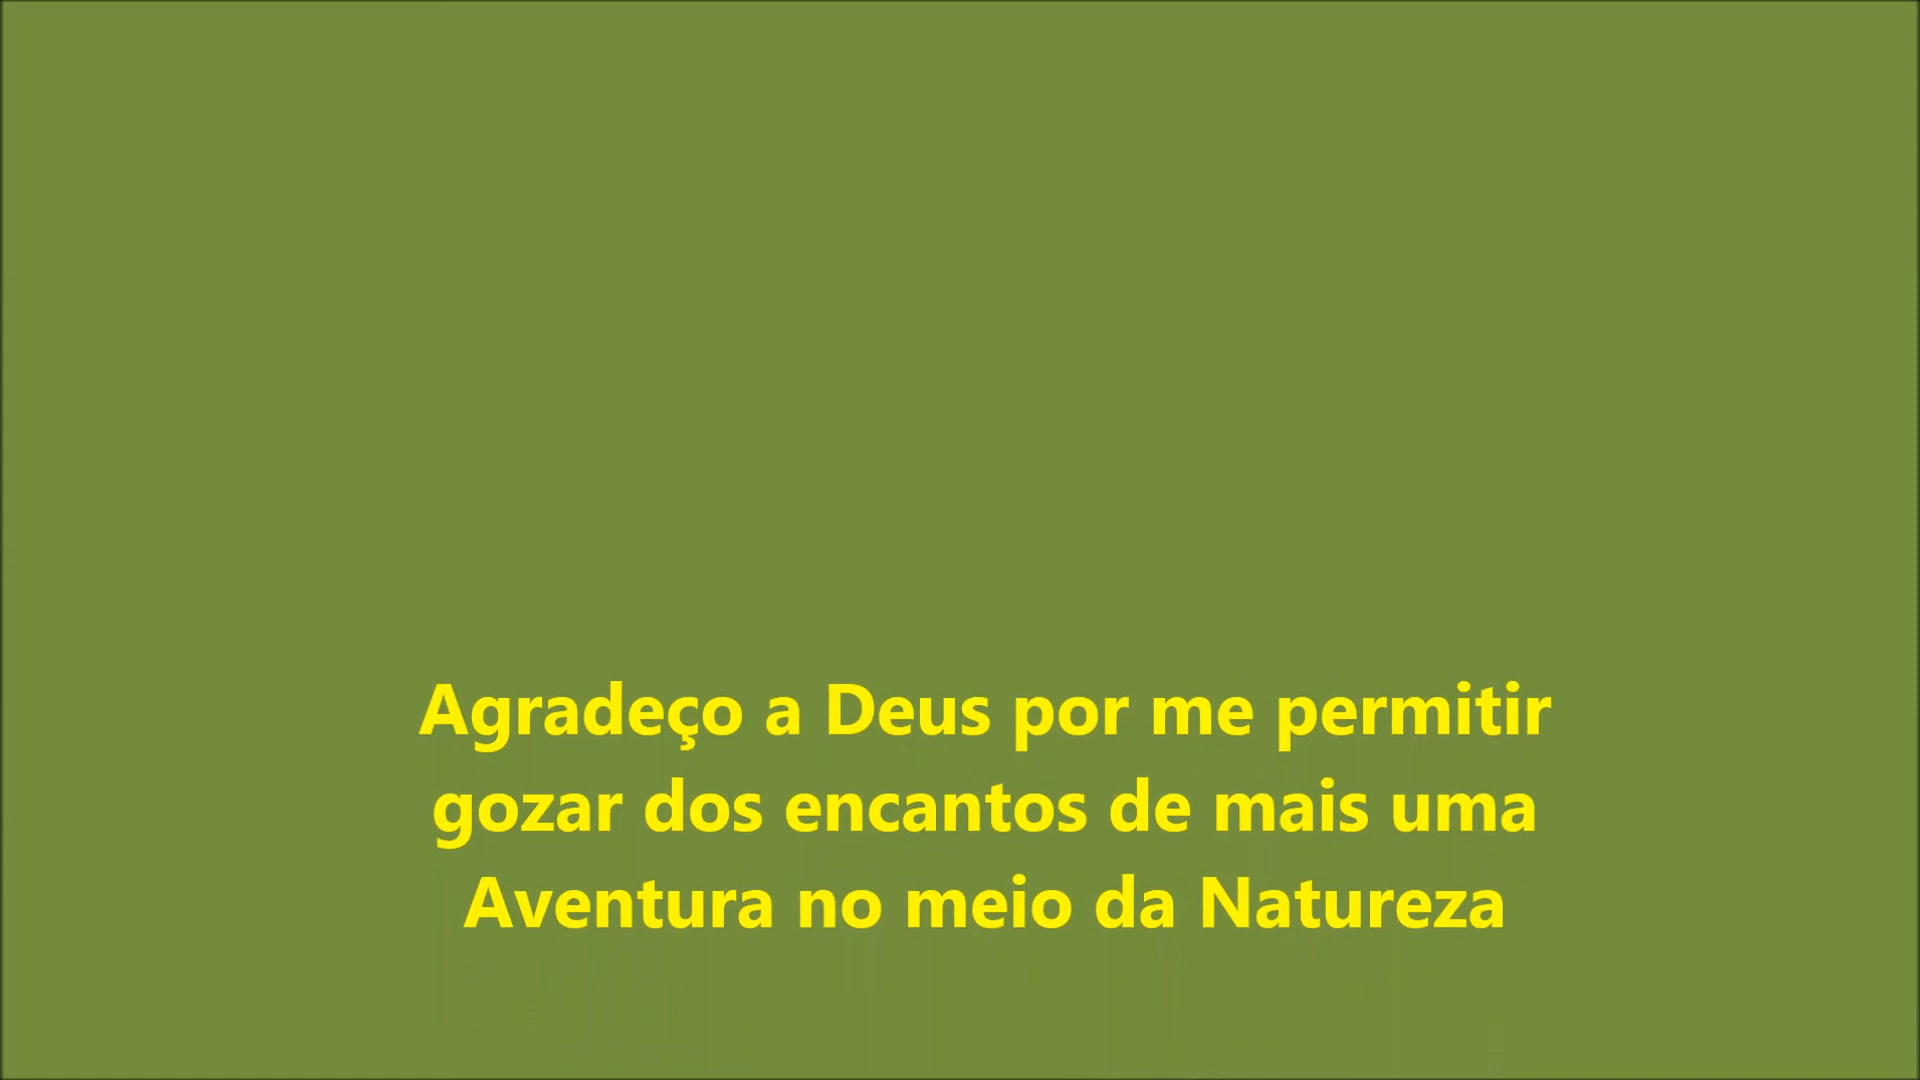 Agradeço a Deus por me permitir
gozar dos encantos de mais uma
Aventura no meio da Natureza